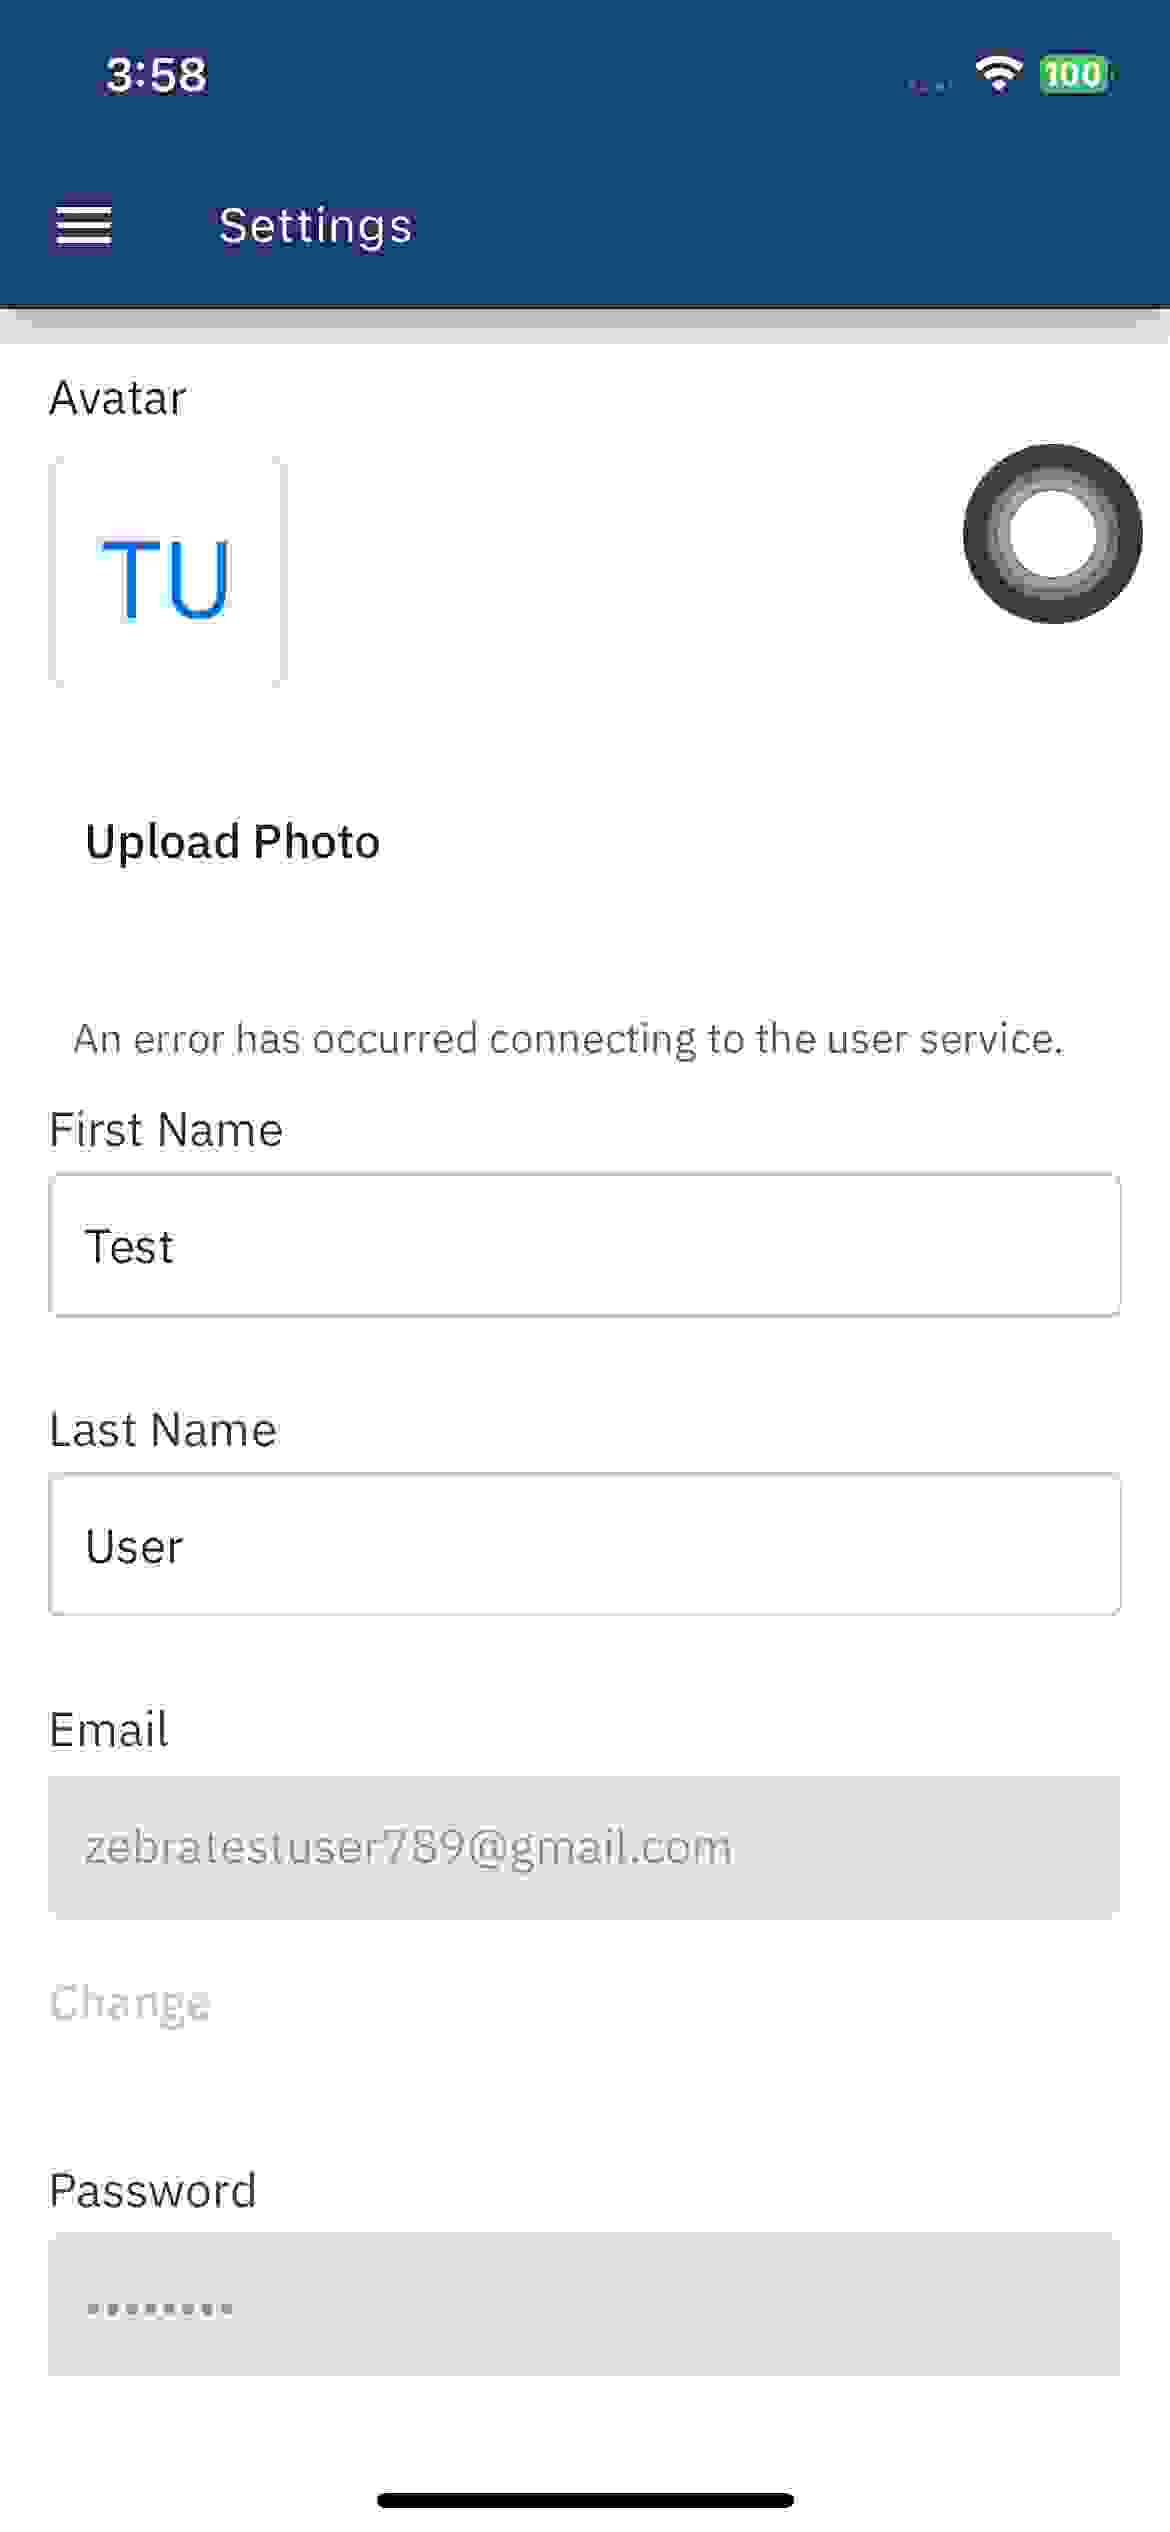 3:58
100
Settings
Avatar
TU
Upload Photo
An error has occurred connecting to the user service.
First Name
Test
Last Name
User
Email
zebratestuser789@gmail.com
Change
Password
••••••••